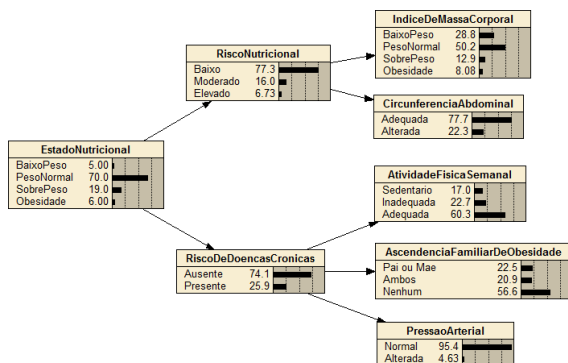 IndiceDeMassaCorporal
BaixoPeso 28.8
PesoNormal 50.2
SobrePeso 12.9
Obesidade 8.08
RiscoNutricional
Baixo 77.3
Moderado 16.0
Elevado 6.73
CircunferenciaAbdominal
Adequada 77.7
Alterada 22.3
EstadoNutricional
BaixoPeso 5.00
PesoNormal 70.0
SobrePeso 19.0
Obesidade 6.00
AtividadeFisicaSemanal
Sedentario 17.0
Inadequada 22.7
Adequada 60.3
RiscoDeDoencasCronicas
Ausente 74.1
Presente 25.9
AscendenciaFamiliarDeObesidade
Pai ou Mae 22.5
Ambos 20.9
Nenhum 56.6
PressaoArterial
Normal 95.4
Alterada 4.63